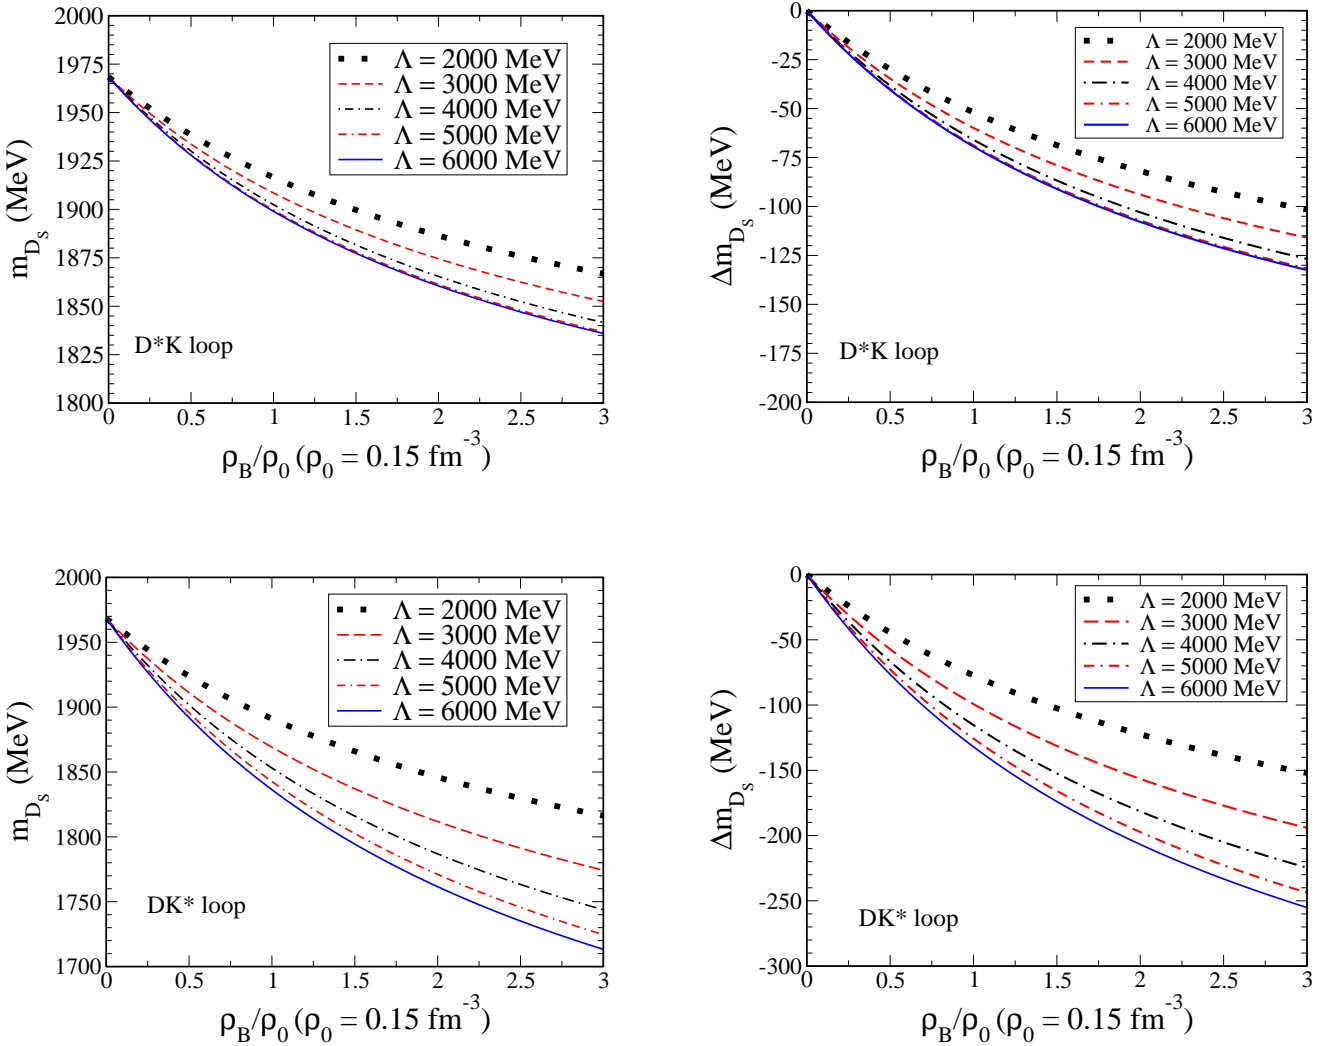 2000
1975
1950
1925
1900
1875
1850
1825
1800
m_{D_s} (MeV)
Λ = 2000 MeV
Λ = 3000 MeV
Λ = 4000 MeV
Λ = 5000 MeV
Λ = 6000 MeV
D*K loop
0 0.5 1 1.5 2 2.5 3
ρ_B/ρ_0 (ρ_0 = 0.15 fm^{-3})
0
-25
-50
-75
-100
-125
-150
-175
-200
Δm_{D_s} (MeV)
Λ = 2000 MeV
Λ = 3000 MeV
Λ = 4000 MeV
Λ = 5000 MeV
Λ = 6000 MeV
D*K loop
0 0.5 1 1.5 2 2.5 3
ρ_B/ρ_0 (ρ_0 = 0.15 fm^{-3})
2000
1950
1900
1850
1800
1750
1700
m_{D_s} (MeV)
Λ = 2000 MeV
Λ = 3000 MeV
Λ = 4000 MeV
Λ = 5000 MeV
Λ = 6000 MeV
DK* loop
0 0.5 1 1.5 2 2.5 3
ρ_B/ρ_0 (ρ_0 = 0.15 fm^{-3})
0
-50
-100
-150
-200
-250
-300
Δm_{D_s} (MeV)
Λ = 2000 MeV
Λ = 3000 MeV
Λ = 4000 MeV
Λ = 5000 MeV
Λ = 6000 MeV
DK* loop
0 0.5 1 1.5 2 2.5 3
ρ_B/ρ_0 (ρ_0 = 0.15 fm^{-3})